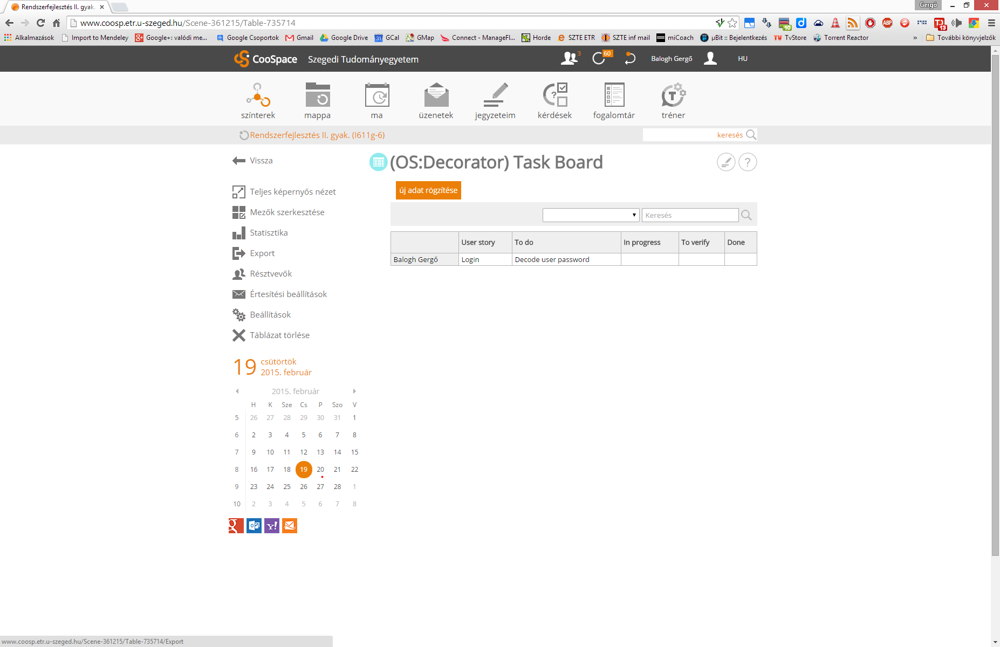 Rendszerfejlesztés II. gyak.
Gergő
www.coosp.etr.u-szeged.hu/Scene-361215/Table-735714
Alkalmazások Import to Mendeley Google+: valódi me... Google Csoportok Gmail Google Drive GCal GMap Connect - ManageFl... Horde SZTE ETR SZTE inf mail miCoach µBit :: Bejelentkezés TvStore Torrent Reactor » További könyvjelzők
CooSpace Szegedi Tudományegyetem 3 60 Balogh Gergő HU
színterek mappa ma üzenetek jegyzeteim kérdések fogalomtár tréner
Rendszerfejlesztés II. gyak. (I611g-6) keresés
Vissza
(OS:Decorator) Task Board
új adat rögzítése
Keresés
User story To do In progress To verify Done
Balogh Gergő Login Decode user password
Teljes képernyős nézet
Mezők szerkesztése
Statisztika
Export
Résztvevők
Értesítési beállítások
Beállítások
Táblázat törlése
19 csütörtök
2015. február
2015. február
H K Sze Cs P Szo V
5 26 27 28 29 30 31 1
6 2 3 4 5 6 7 8
7 9 10 11 12 13 14 15
8 16 17 18 19 20 21 22
9 23 24 25 26 27 28 1
10 2 3 4 5 6 7 8
www.coosp.etr.u-szeged.hu/Scene-361215/Table-735714/Export